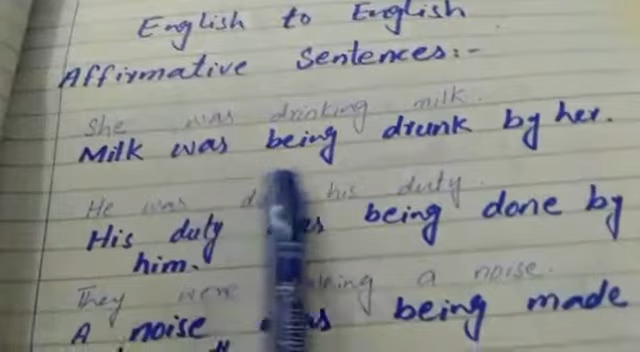 English to English
Affirmative Sentences:-
She was drinking milk.
Milk was being drunk by her.
He was his duty.
His duty being done by
him.
They were a noise.
A noise being made